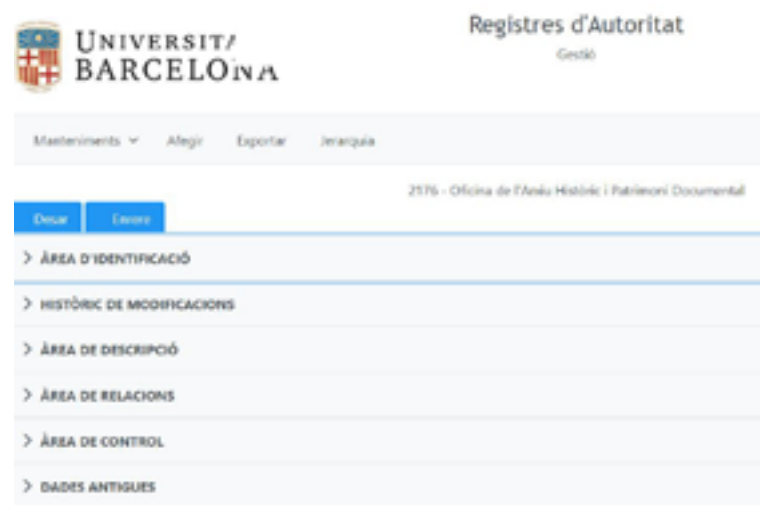 UNIVERSIT/
BARCELONA
Registres d'Autoritat
Gestió
Manteniments Afegir Exportar Jerarquia
2176 - Oficina de l'Arxiu Històric i Patrimoni Documental
Desar Enrere
ÀREA D'IDENTIFICACIÓ
HISTÒRIC DE MODIFICACIONS
ÀREA DE DESCRIPCIÓ
ÀREA DE RELACIONS
ÀREA DE CONTROL
DADES ANTIGUES